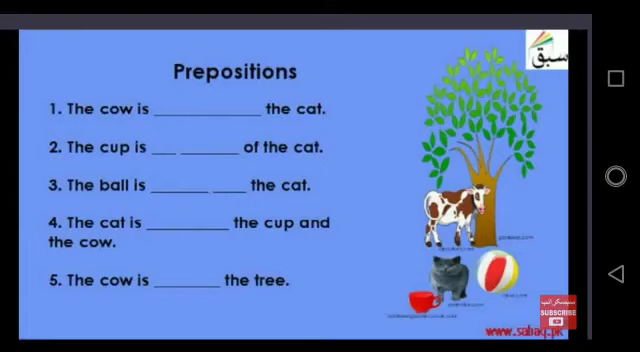 سبق
Prepositions
1. The cow is ____________ the cat.
2. The cup is ___ _______ of the cat.
3. The ball is _______ ____ the cat.
4. The cat is _________ the cup and
the cow.
5. The cow is ________ the tree.
سبسکرائب
SUBSCRIBE
www.sabaq.pk